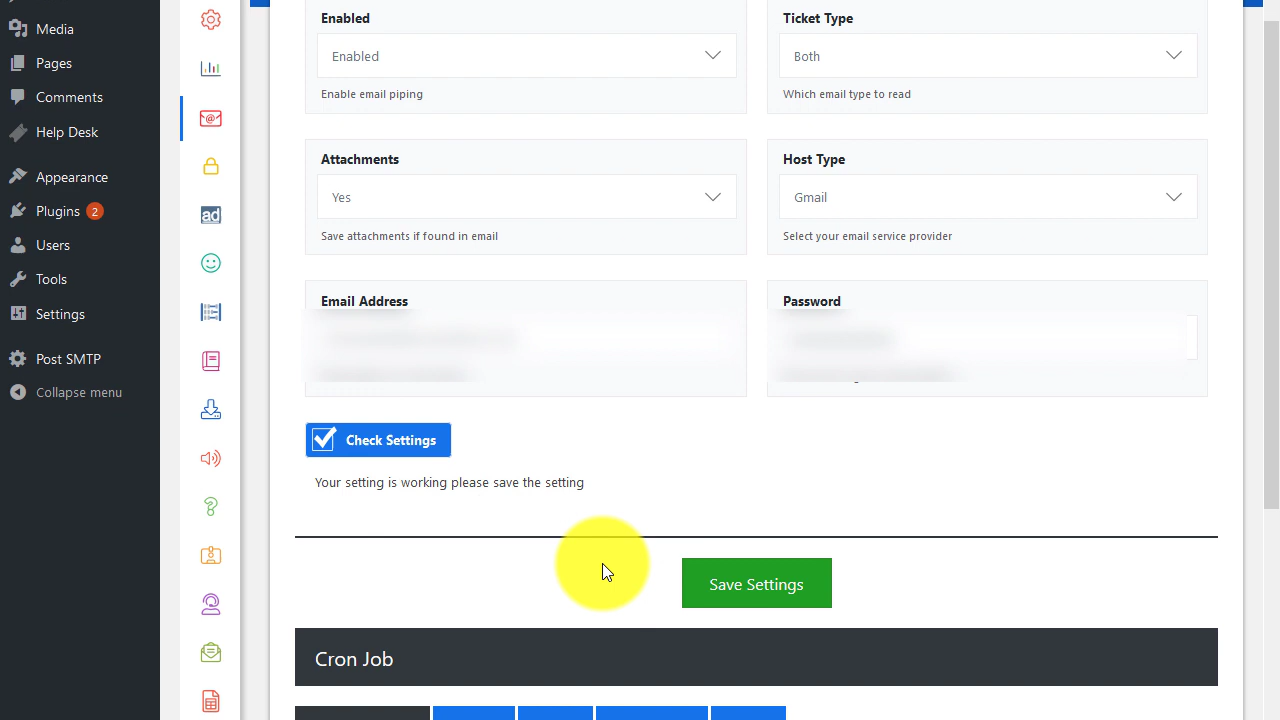 Media
Pages
Comments
Help Desk
Appearance
Plugins 2
Users
Tools
Settings
Post SMTP
Collapse menu
@
ad
Enabled
Enabled
Enable email piping
Ticket Type
Both
Which email type to read
Attachments
Yes
Save attachments if found in email
Host Type
Gmail
Select your email service provider
Email Address
Password
Check Settings
Your setting is working please save the setting
Save Settings
Cron Job